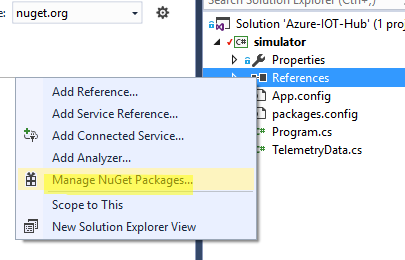 e: nuget.org
Search Solution Explorer (Ctrl+;)
Solution 'Azure-IOT-Hub' (1 proj
simulator
Properties
References
App.config
packages.config
Program.cs
TelemetryData.cs
Add Reference...
Add Service Reference...
Add Connected Service...
Add Analyzer...
Manage NuGet Packages...
Scope to This
New Solution Explorer View